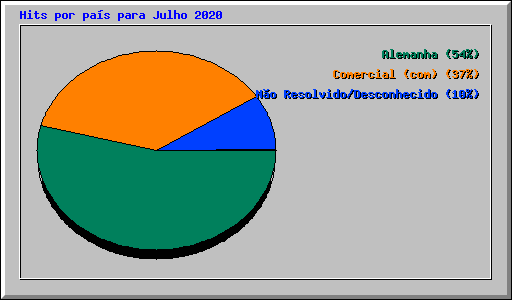 Hits por país para Julho 2020
Alemanha (54%)
Comercial (com) (37%)
Não Resolvido/Desconhecido (10%)